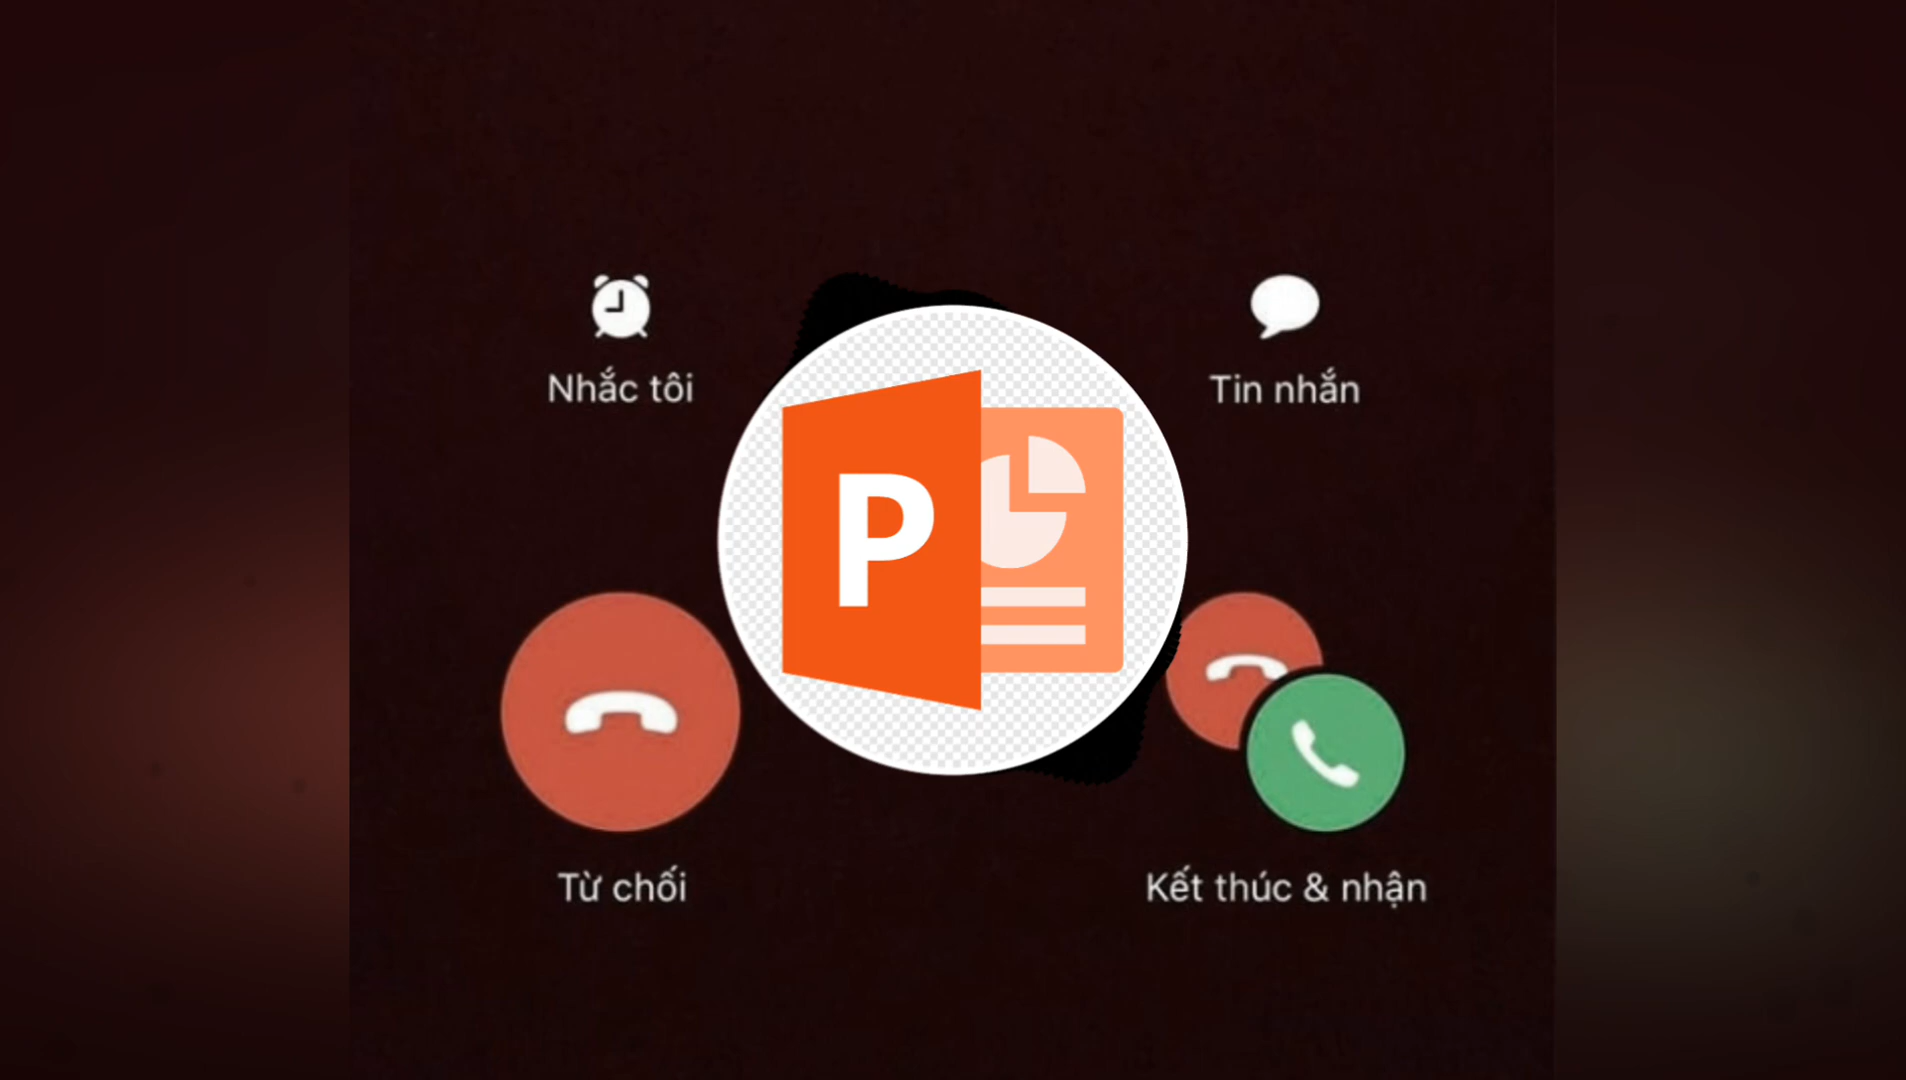 Nhắc tôi
Tin nhắn
P
Từ chối
Kết thúc & nhận